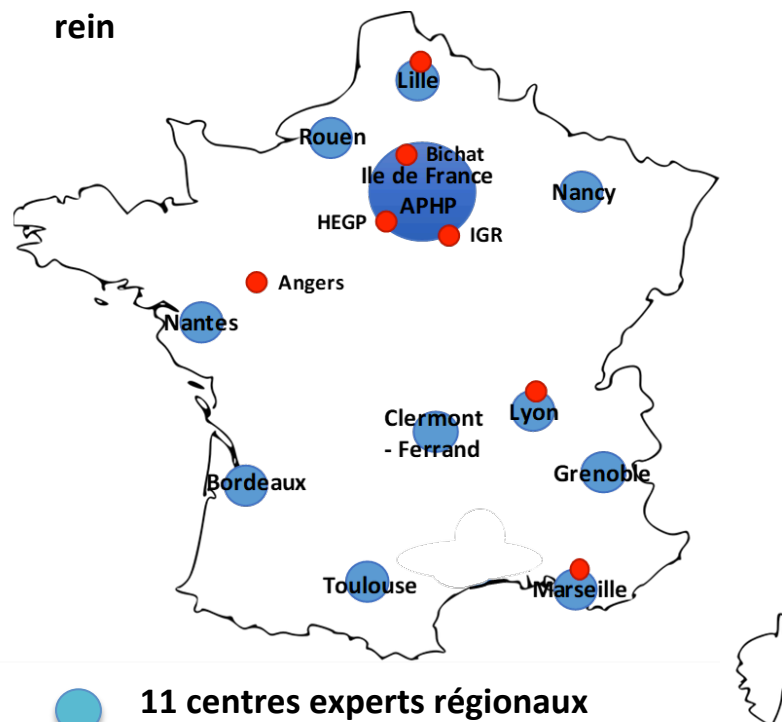 rein
Lille
Rouen
Bichat
Ile de France
Nancy
APHP
HEGP
IGR
Angers
Nantes
Lyon
Clermont
- Ferrand
Grenoble
Bordeaux
Toulouse
Marseille
11 centres experts régionaux